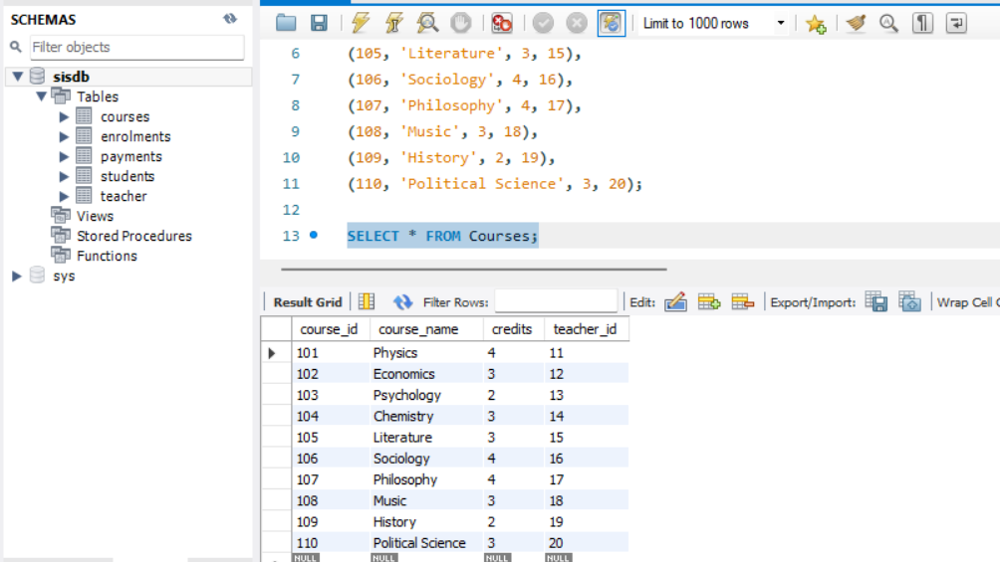 SCHEMAS
Filter objects
sisdb
Tables
courses
enrolments
payments
students
teacher
Views
Stored Procedures
Functions
sys
Limit to 1000 rows
6 (105, 'Literature', 3, 15),
7 (106, 'Sociology', 4, 16),
8 (107, 'Philosophy', 4, 17),
9 (108, 'Music', 3, 18),
10 (109, 'History', 2, 19),
11 (110, 'Political Science', 3, 20);
12
13 SELECT * FROM Courses;
Result Grid Filter Rows: Edit: Export/Import: Wrap Cell C
course_id course_name credits teacher_id
101 Physics 4 11
102 Economics 3 12
103 Psychology 2 13
104 Chemistry 3 14
105 Literature 3 15
106 Sociology 4 16
107 Philosophy 4 17
108 Music 3 18
109 History 2 19
110 Political Science 3 20
NULL NULL NULL NULL